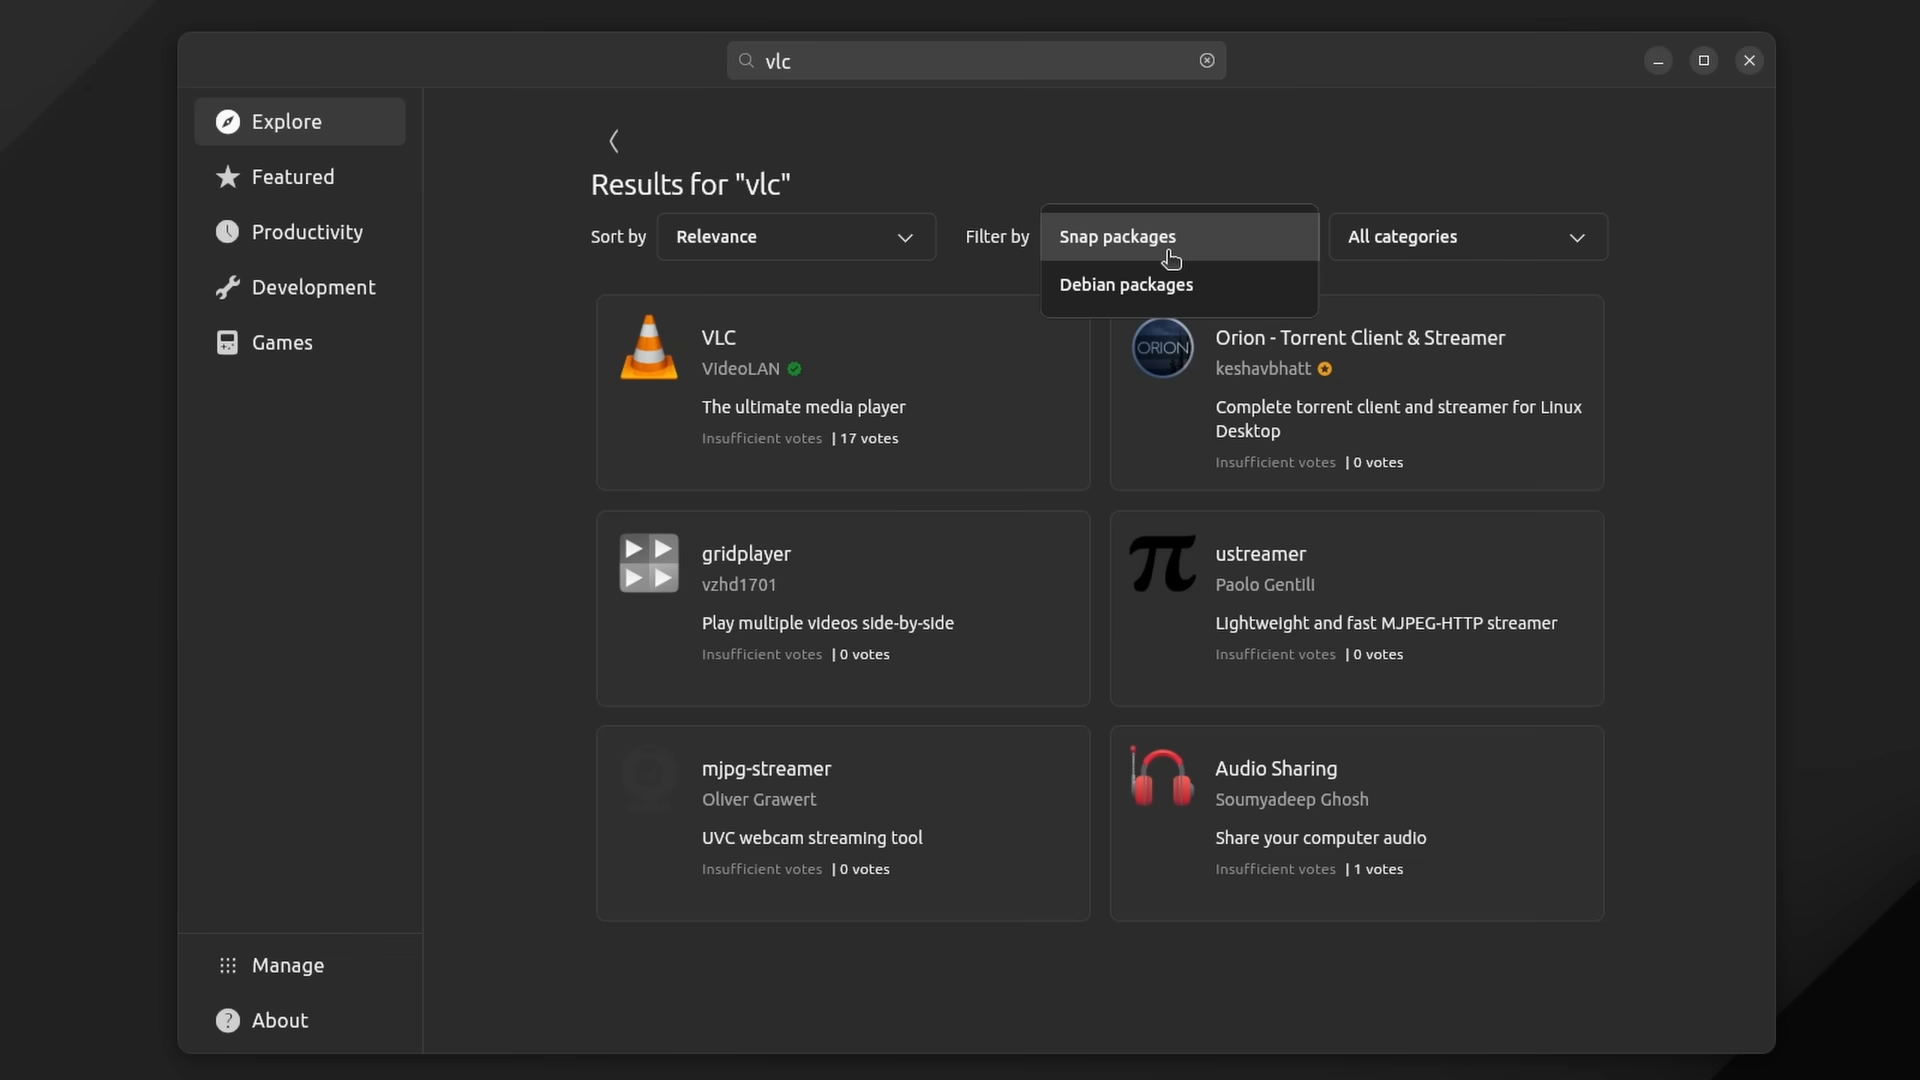 vlc
Explore
Featured
Productivity
Development
Games
Manage
About
Results for "vlc"
Sort by Relevance Filter by Snap packages All categories
Debian packages
VLC
VideoLAN
The ultimate media player
Insufficient votes | 17 votes
ORION
Orion - Torrent Client & Streamer
keshavbhatt
Complete torrent client and streamer for Linux
Desktop
Insufficient votes | 0 votes
gridplayer
vzhd1701
Play multiple videos side-by-side
Insufficient votes | 0 votes
ustreamer
Paolo Gentili
Lightweight and fast MJPEG-HTTP streamer
Insufficient votes | 0 votes
mjpg-streamer
Oliver Grawert
UVC webcam streaming tool
Insufficient votes | 0 votes
Audio Sharing
Soumyadeep Ghosh
Share your computer audio
Insufficient votes | 1 votes